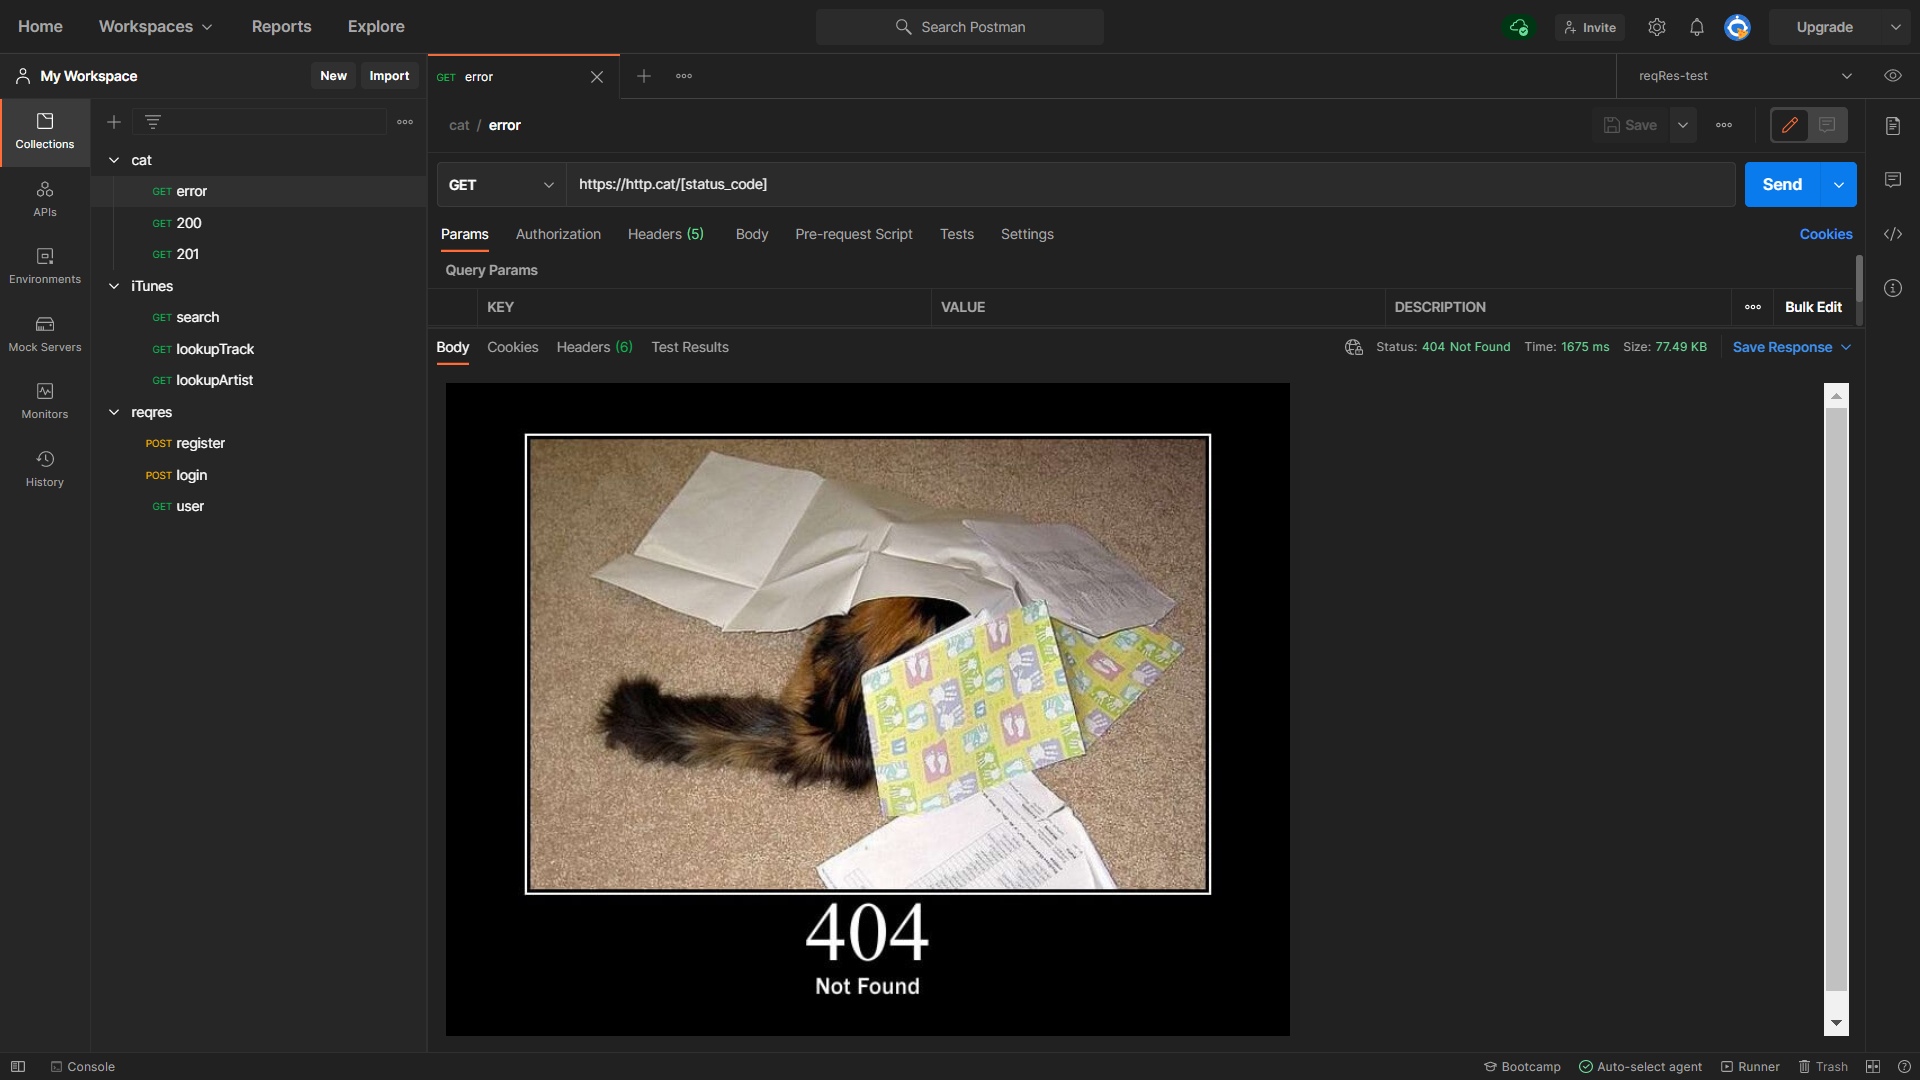 Home Workspaces Reports Explore Search Postman Invite Upgrade
My Workspace New Import GET error reqRes-test
Collections
APIs
Environments
Mock Servers
Monitors
History
cat
GET error
GET 200
GET 201
iTunes
GET search
GET lookupTrack
GET lookupArtist
reqres
POST register
POST login
GET user
cat / error Save
GET https://http.cat/[status_code] Send
Params Authorization Headers (5) Body Pre-request Script Tests Settings Cookies
Query Params
KEY VALUE DESCRIPTION Bulk Edit
Body Cookies Headers (6) Test Results Status: 404 Not Found Time: 1675 ms Size: 77.49 KB Save Response
404
Not Found
Console Bootcamp Auto-select agent Runner Trash